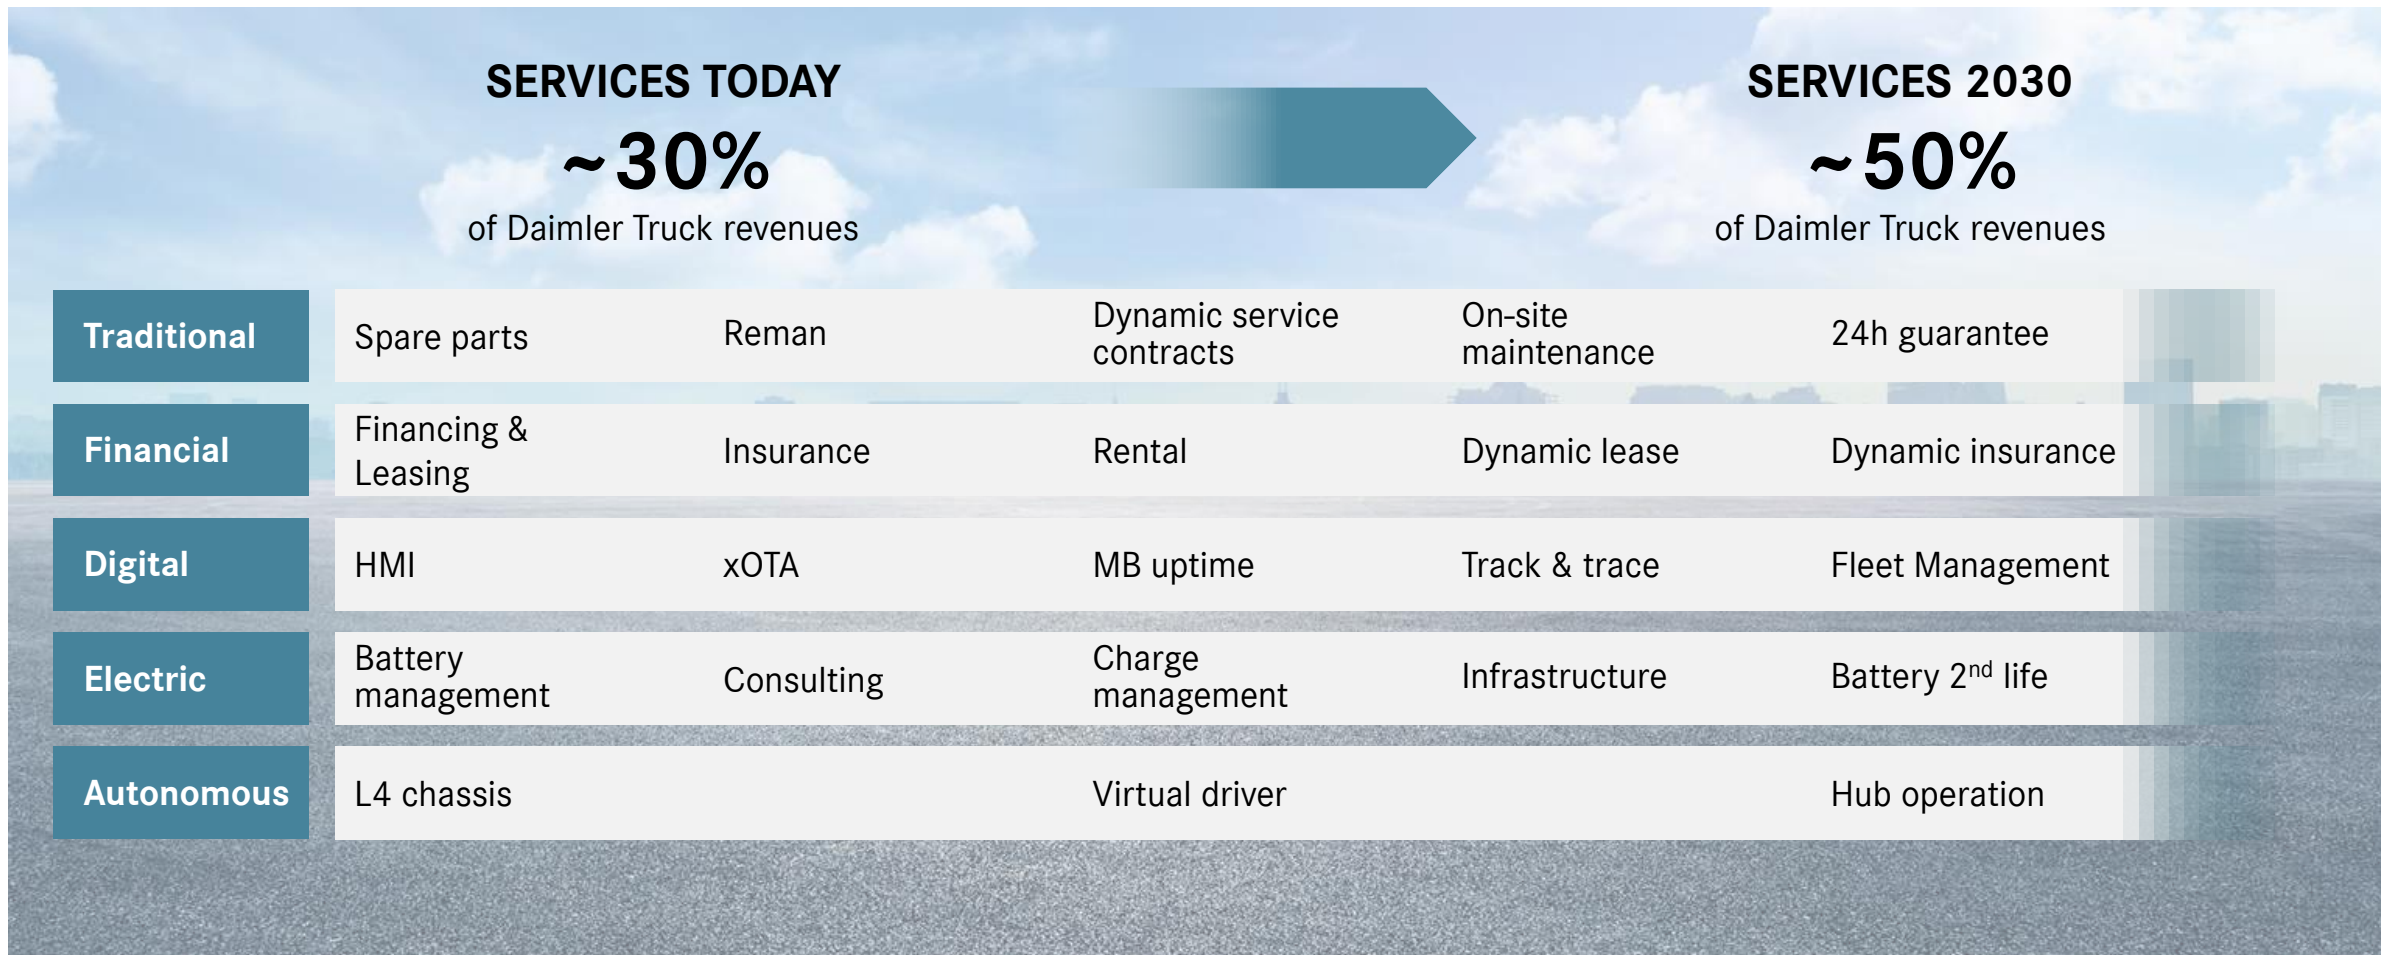 SERVICES TODAY
~30%
of Daimler Truck revenues
SERVICES 2030
~50%
of Daimler Truck revenues
Traditional
Spare parts
Reman
Dynamic service
contracts
On-site
maintenance
24h guarantee
Financial
Financing &
Leasing
Insurance
Rental
Dynamic lease
Dynamic insurance
Digital
HMI
xOTA
MB uptime
Track & trace
Fleet Management
Electric
Battery
management
Consulting
Charge
management
Infrastructure
Battery 2nd life
Autonomous
L4 chassis
Virtual driver
Hub operation